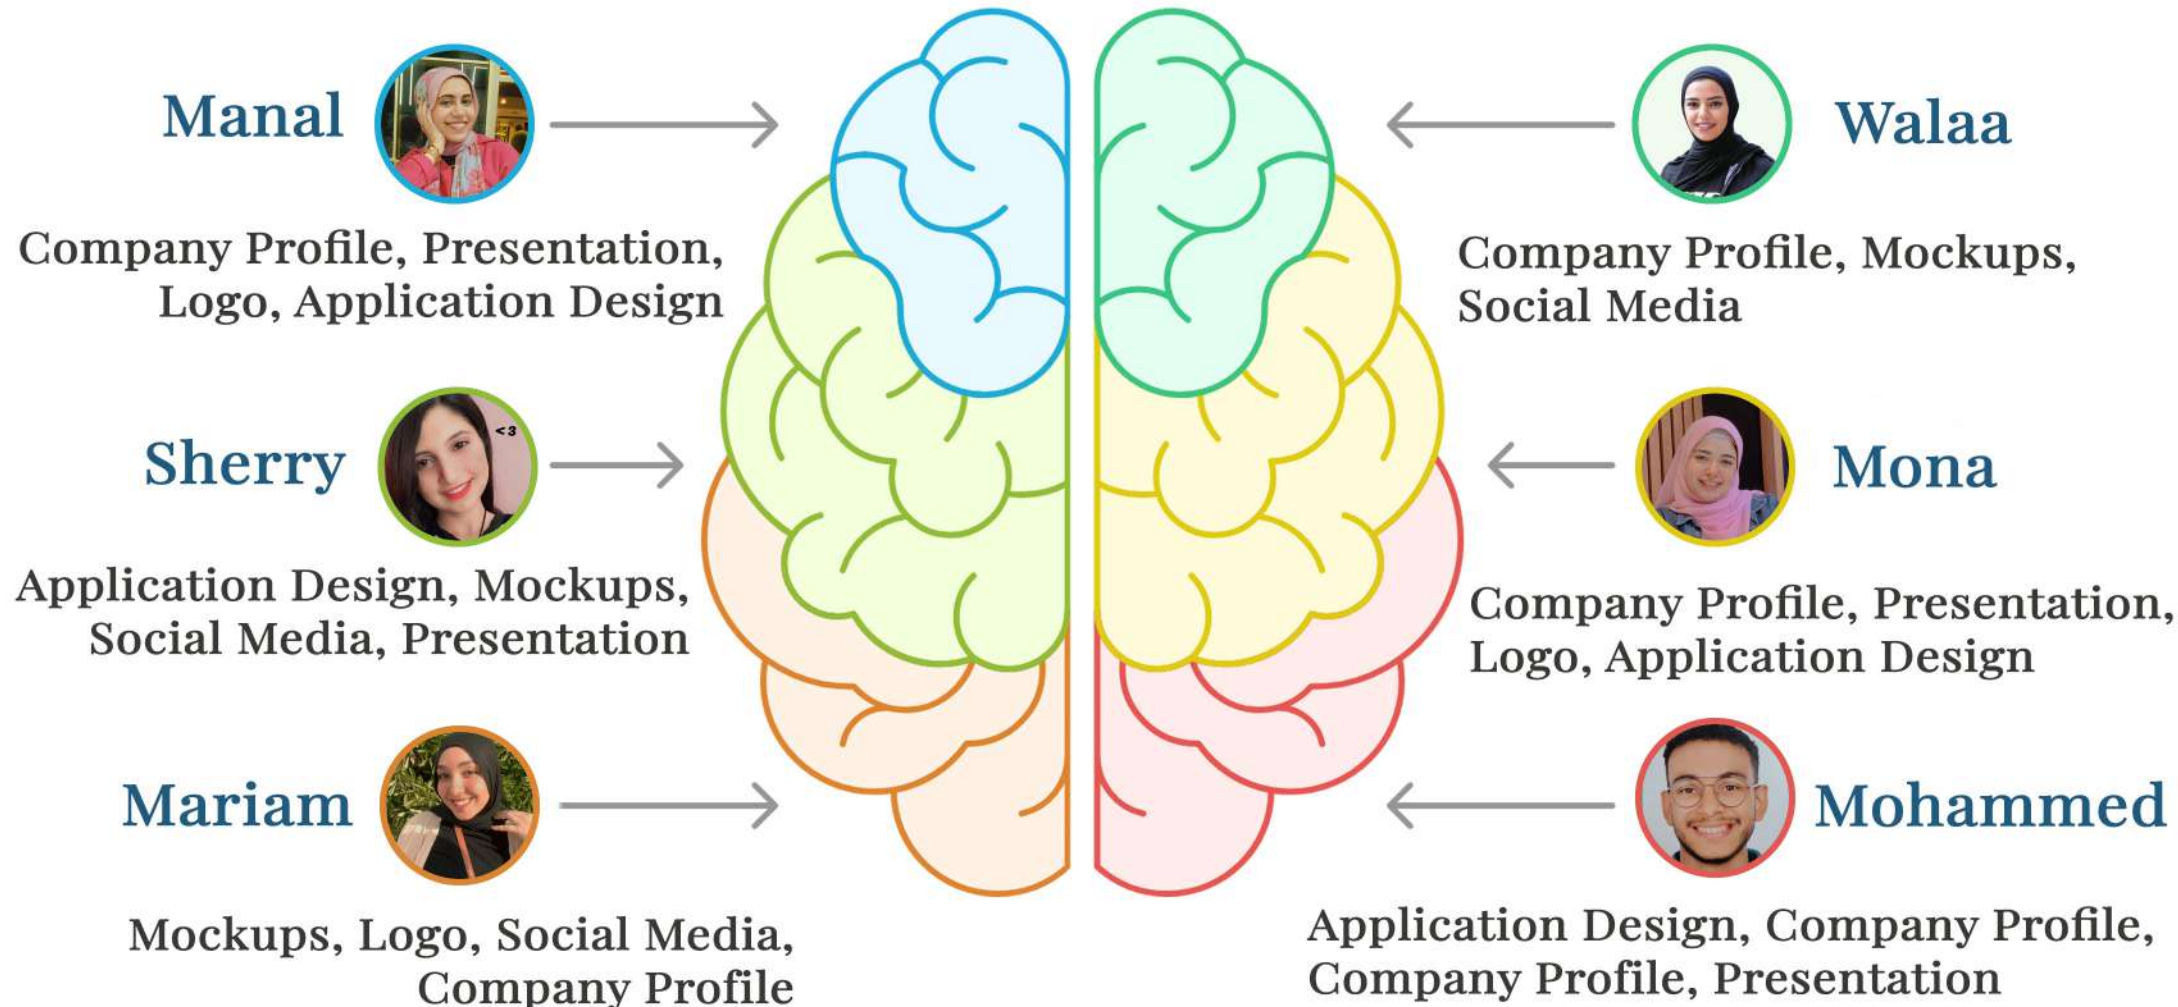 Manal
Company Profile, Presentation,
Logo, Application Design
Sherry
<3
Application Design, Mockups,
Social Media, Presentation
Mariam
Mockups, Logo, Social Media,
Company Profile
Walaa
Company Profile, Mockups,
Social Media
Mona
Company Profile, Presentation,
Logo, Application Design
Mohammed
Application Design, Company Profile,
Company Profile, Presentation